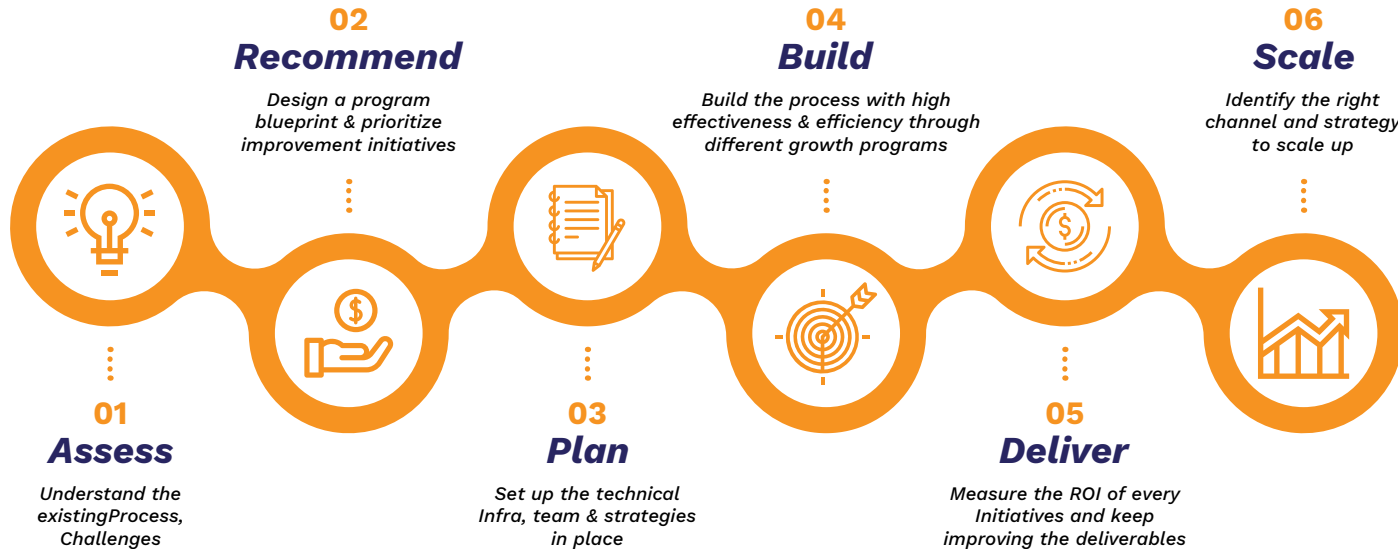 01
Assess
Understand the
existingProcess,
Challenges
02
Recommend
Design a program
blueprint & prioritize
improvement initiatives
03
Plan
Set up the technical
Infra, team & strategies
in place
04
Build
Build the process with high
effectiveness & efficiency through
different growth programs
05
Deliver
Measure the ROI of every
Initiatives and keep
improving the deliverables
06
Scale
Identify the right
channel and strategy
to scale up
$
$